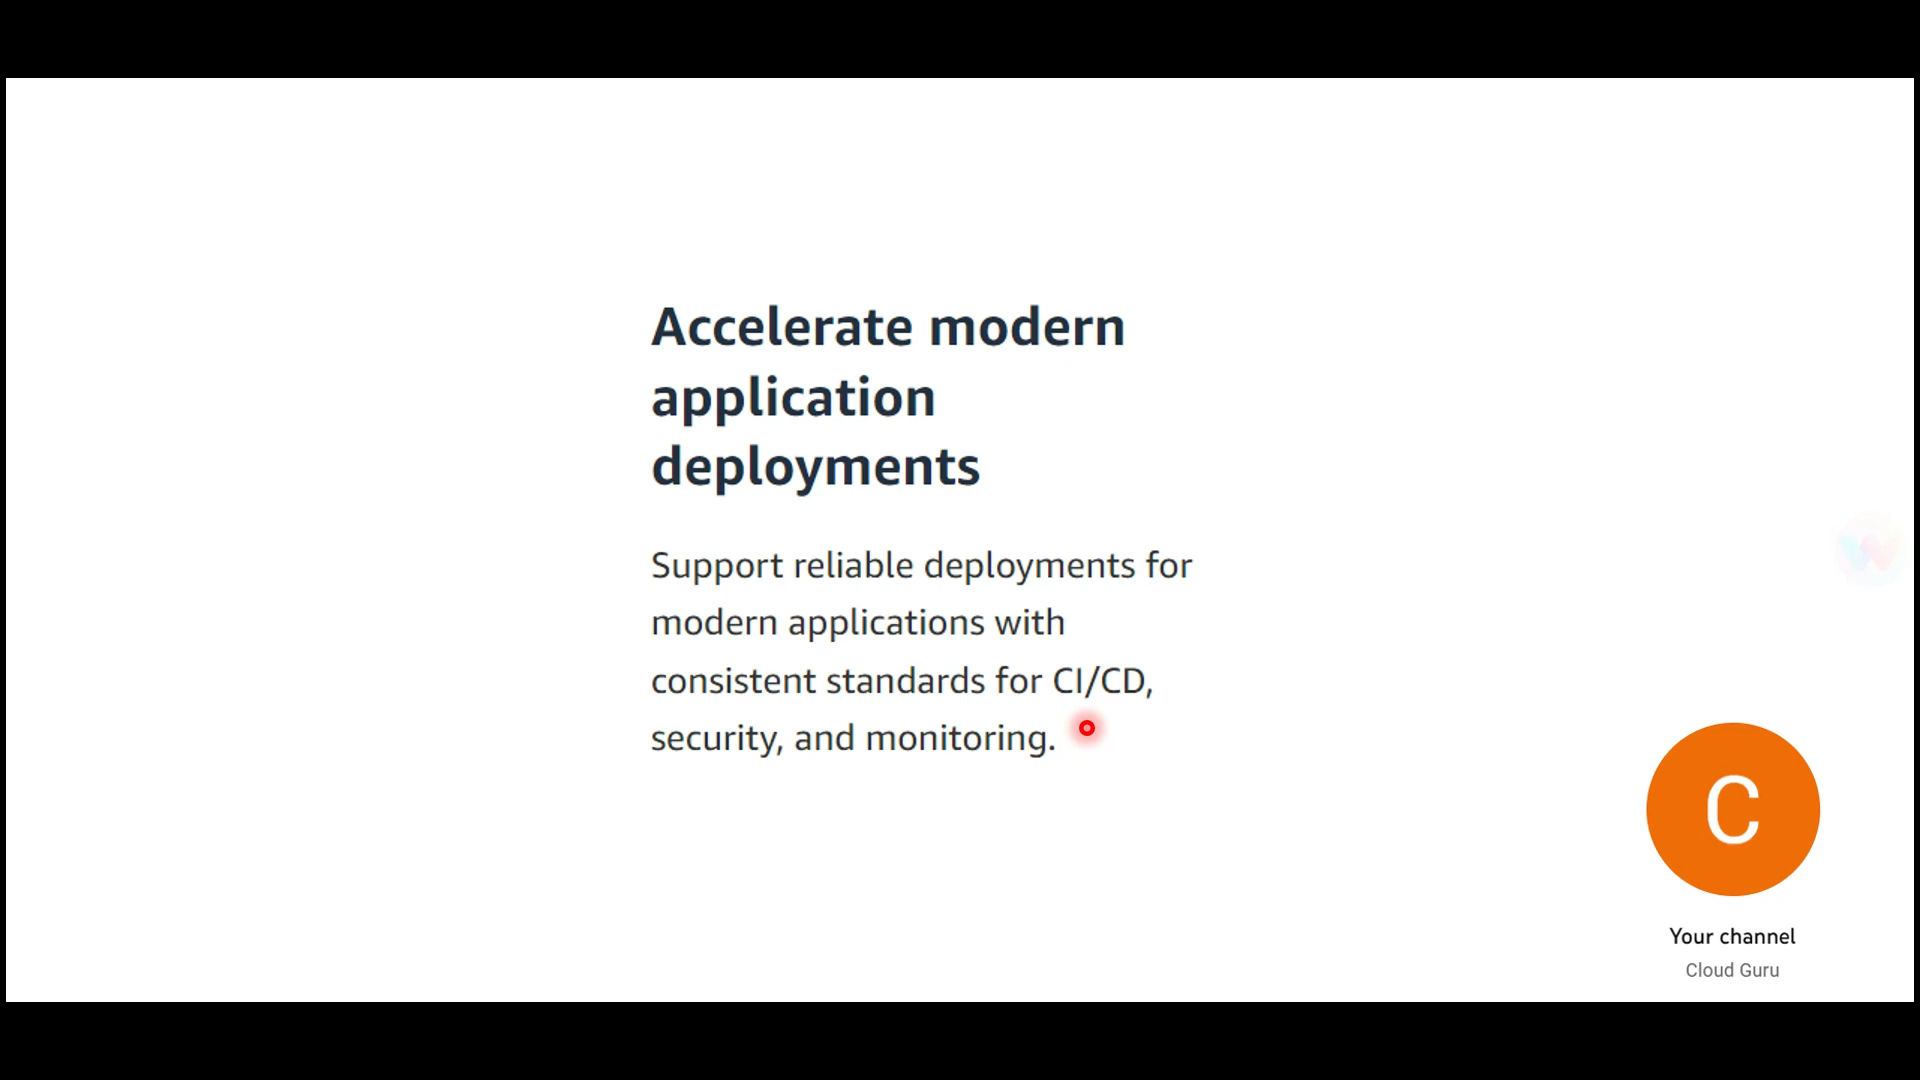 Accelerate modern
application
deployments
Support reliable deployments for
modern applications with
consistent standards for CI/CD,
security, and monitoring.
C
Your channel
Cloud Guru